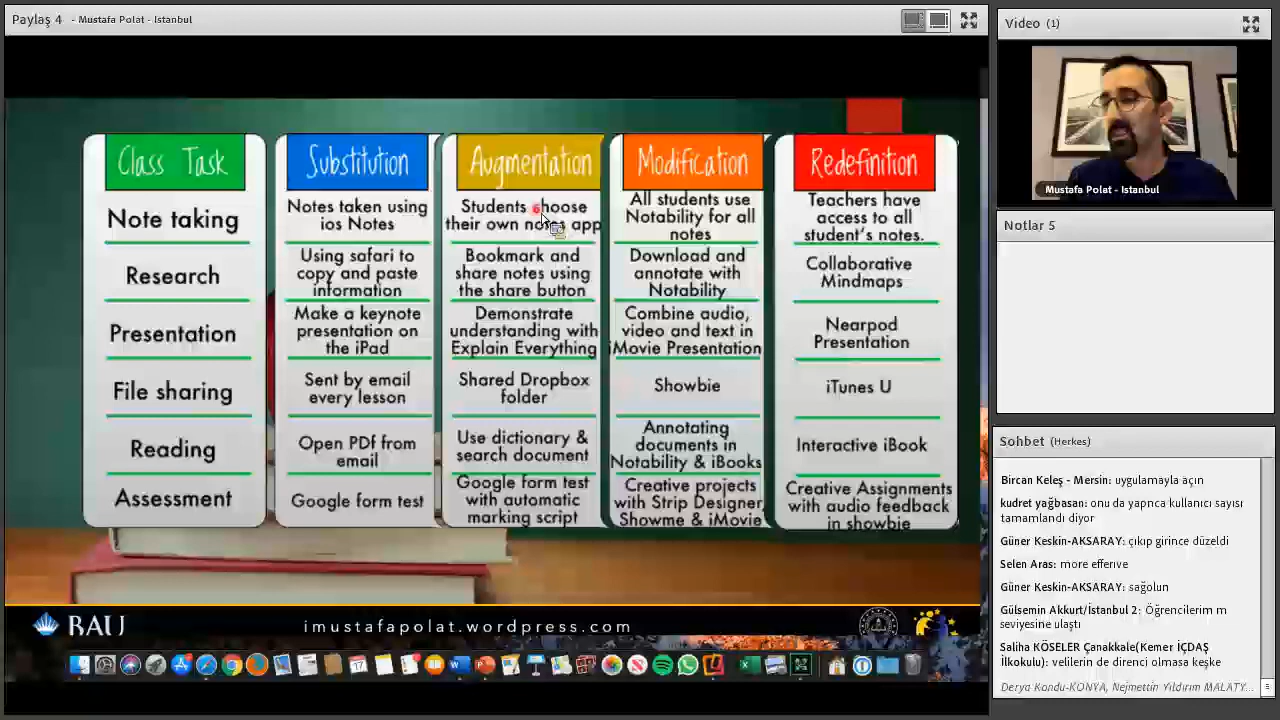 Paylaş 4 - Mustafa Polat - Istanbul
Class Task
Substitution
Augmentation
Modification
Redefinition
Note taking
Notes taken using
ios Notes
Students choose
their own notes app
All students use
Notability for all
notes
Teachers have
access to all
student's notes.
Research
Using safari to
copy and paste
information
Bookmark and
share notes using
the share button
Download and
annotate with
Notability
Collaborative
Mindmaps
Presentation
Make a keynote
presentation on
the iPad
Demonstrate
understanding with
Explain Everything
Combine audio,
video and text in
iMovie Presentation
Nearpod
Presentation
File sharing
Sent by email
every lesson
Shared Dropbox
folder
Showbie
iTunes U
Reading
Open PDf from
email
Use dictionary &
search document
Annotating
documents in
Notability & iBooks
Interactive iBook
Assessment
Google form test
Google form test
with automatic
marking script
Creative projects
with Strip Designer
Showme & iMovie
Creative Assignments
with audio feedback
in showbie
BAU
imustafapolat.wordpress.com
Video (1)
Mustafa Polat - Istanbul
Notlar 5
Sohbet (Herkes)
Bircan Keleş - Mersin: uygulamayla açın
kudret yağbasan: onu da yapınca kullanıcı sayısı
tamamlandı diyor
Güner Keskin-AKSARAY: çıkıp girince düzeldi
Selen Aras: more efferıve
Güner Keskin-AKSARAY: sağolun
Gülsemin Akkurt/İstanbul 2: Öğrencilerim m
seviyesine ulaştı
Saliha KÖSELER Çanakkale(Kemer İÇDAŞ
İlkokulu): velilerin de direnci olmasa keşke
Derya Kondu-KONYA, Nejmettin Yıldırım MALATY...